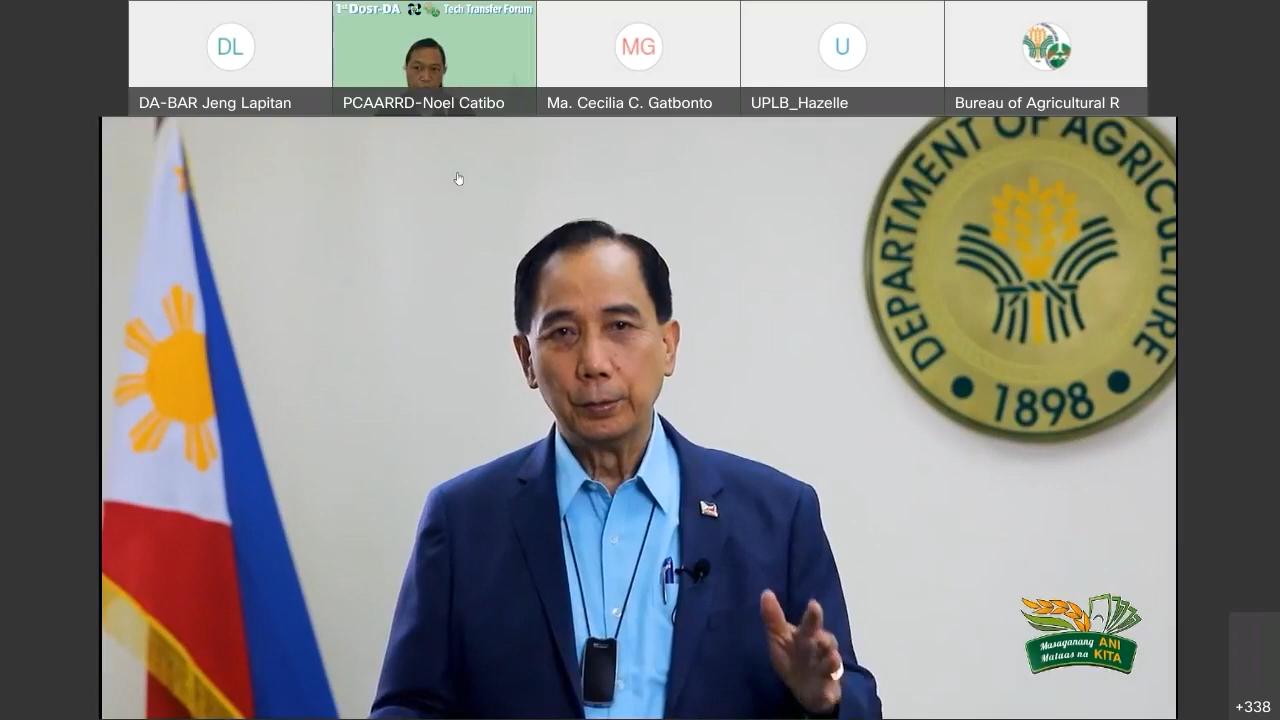 1st DOST-DA Tech Transfer Forum
DL
MG
U
DA-BAR Jeng Lapitan
PCAARRD-Noel Catibo
Ma. Cecilia C. Gatbonto
UPLB_Hazelle
Bureau of Agricultural R
DEPARTMENT OF AGRICULTURE
1898
Masaganang ANI
Mataas na KITA
+338